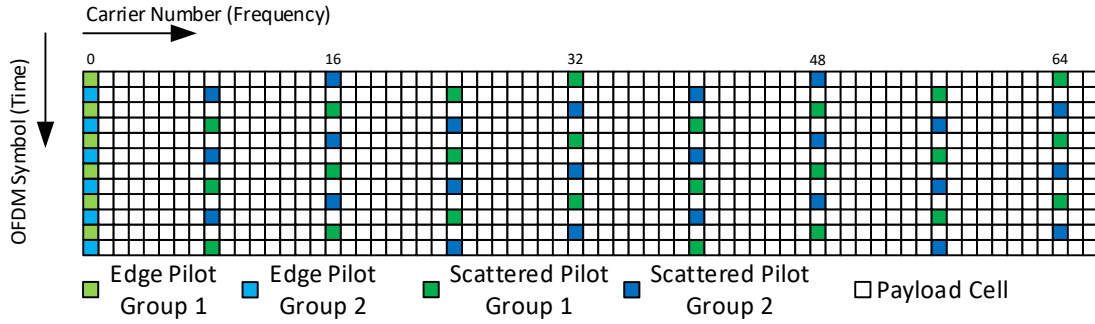 Carrier Number (Frequency)
OFDM Symbol (Time)
0 16 32 48 64
Edge Pilot
Group 1
Edge Pilot
Group 2
Scattered Pilot
Group 1
Scattered Pilot
Group 2
Payload Cell